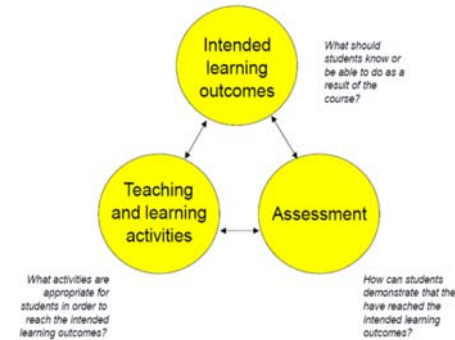 Intended
learning
outcomes
What should
students know or
be able to do as a
result of the
course?
Teaching
and learning
activities
Assessment
What activities are
appropriate for
students in order to
reach the intended
learning outcomes?
How can students
demonstrate that the
have reached the
intended learning
outcomes?